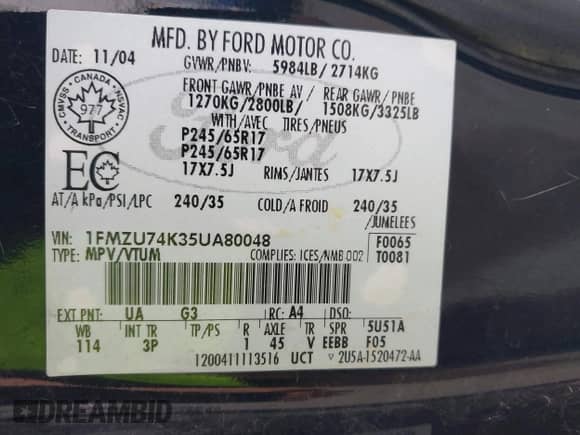 MFD. BY FORD MOTOR CO.
DATE: 11/04
GVWR/PNBV: 5984LB/2714KG
FRONT GAWR/PNBE AV / REAR GAWR/PNBE
1270KG/2800LB/ 1508KG/3325LB
WITH/AVEC TIRES/PNEUS
P245/65R17
P245/65R17
17X7.5J RIMS/JANTES 17X7.5J
CMVSS • CANADA • NSVAC
977
TRANSPORT
Ford
EC
AT/A kPa/PSI/LPC 240/35 COLD/A FROID 240/35
/JUMELEES
VIN: 1FMZU74K35UA80048 F0065
TYPE: MPV/VTUM COMPLIES: ICES/NMB 002 T0081
EXT PNT: UA G3 RC: A4 DSO:
WB INT TR TP/PS R AXLE TR SPR 5U51A
114 3P 1 45 V EEBB F05
1200411113516 UCT 2U5A-1520472-AA
DREAMBID